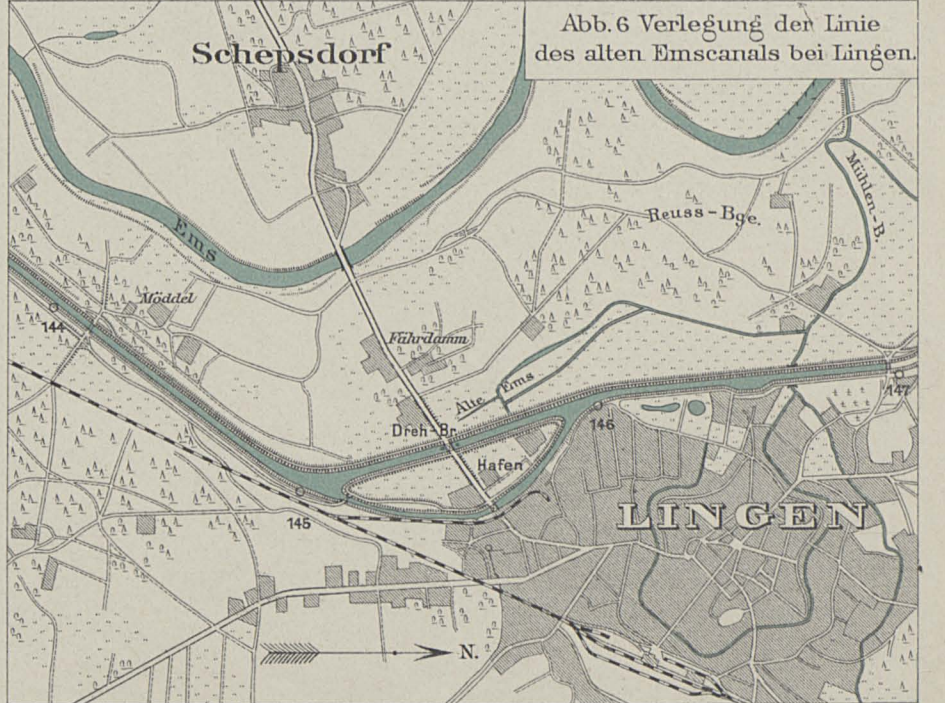 Abb. 6 Verlegung der Linie
des alten Emscanals bei Lingen.
Schepsdorf
Mühlen-B.
Reuss-Bge.
Ems
Möddel
144
Fährdamm
147
Alte Ems
146
Dreh-Br.
Hafen
LINGEN
145
N.